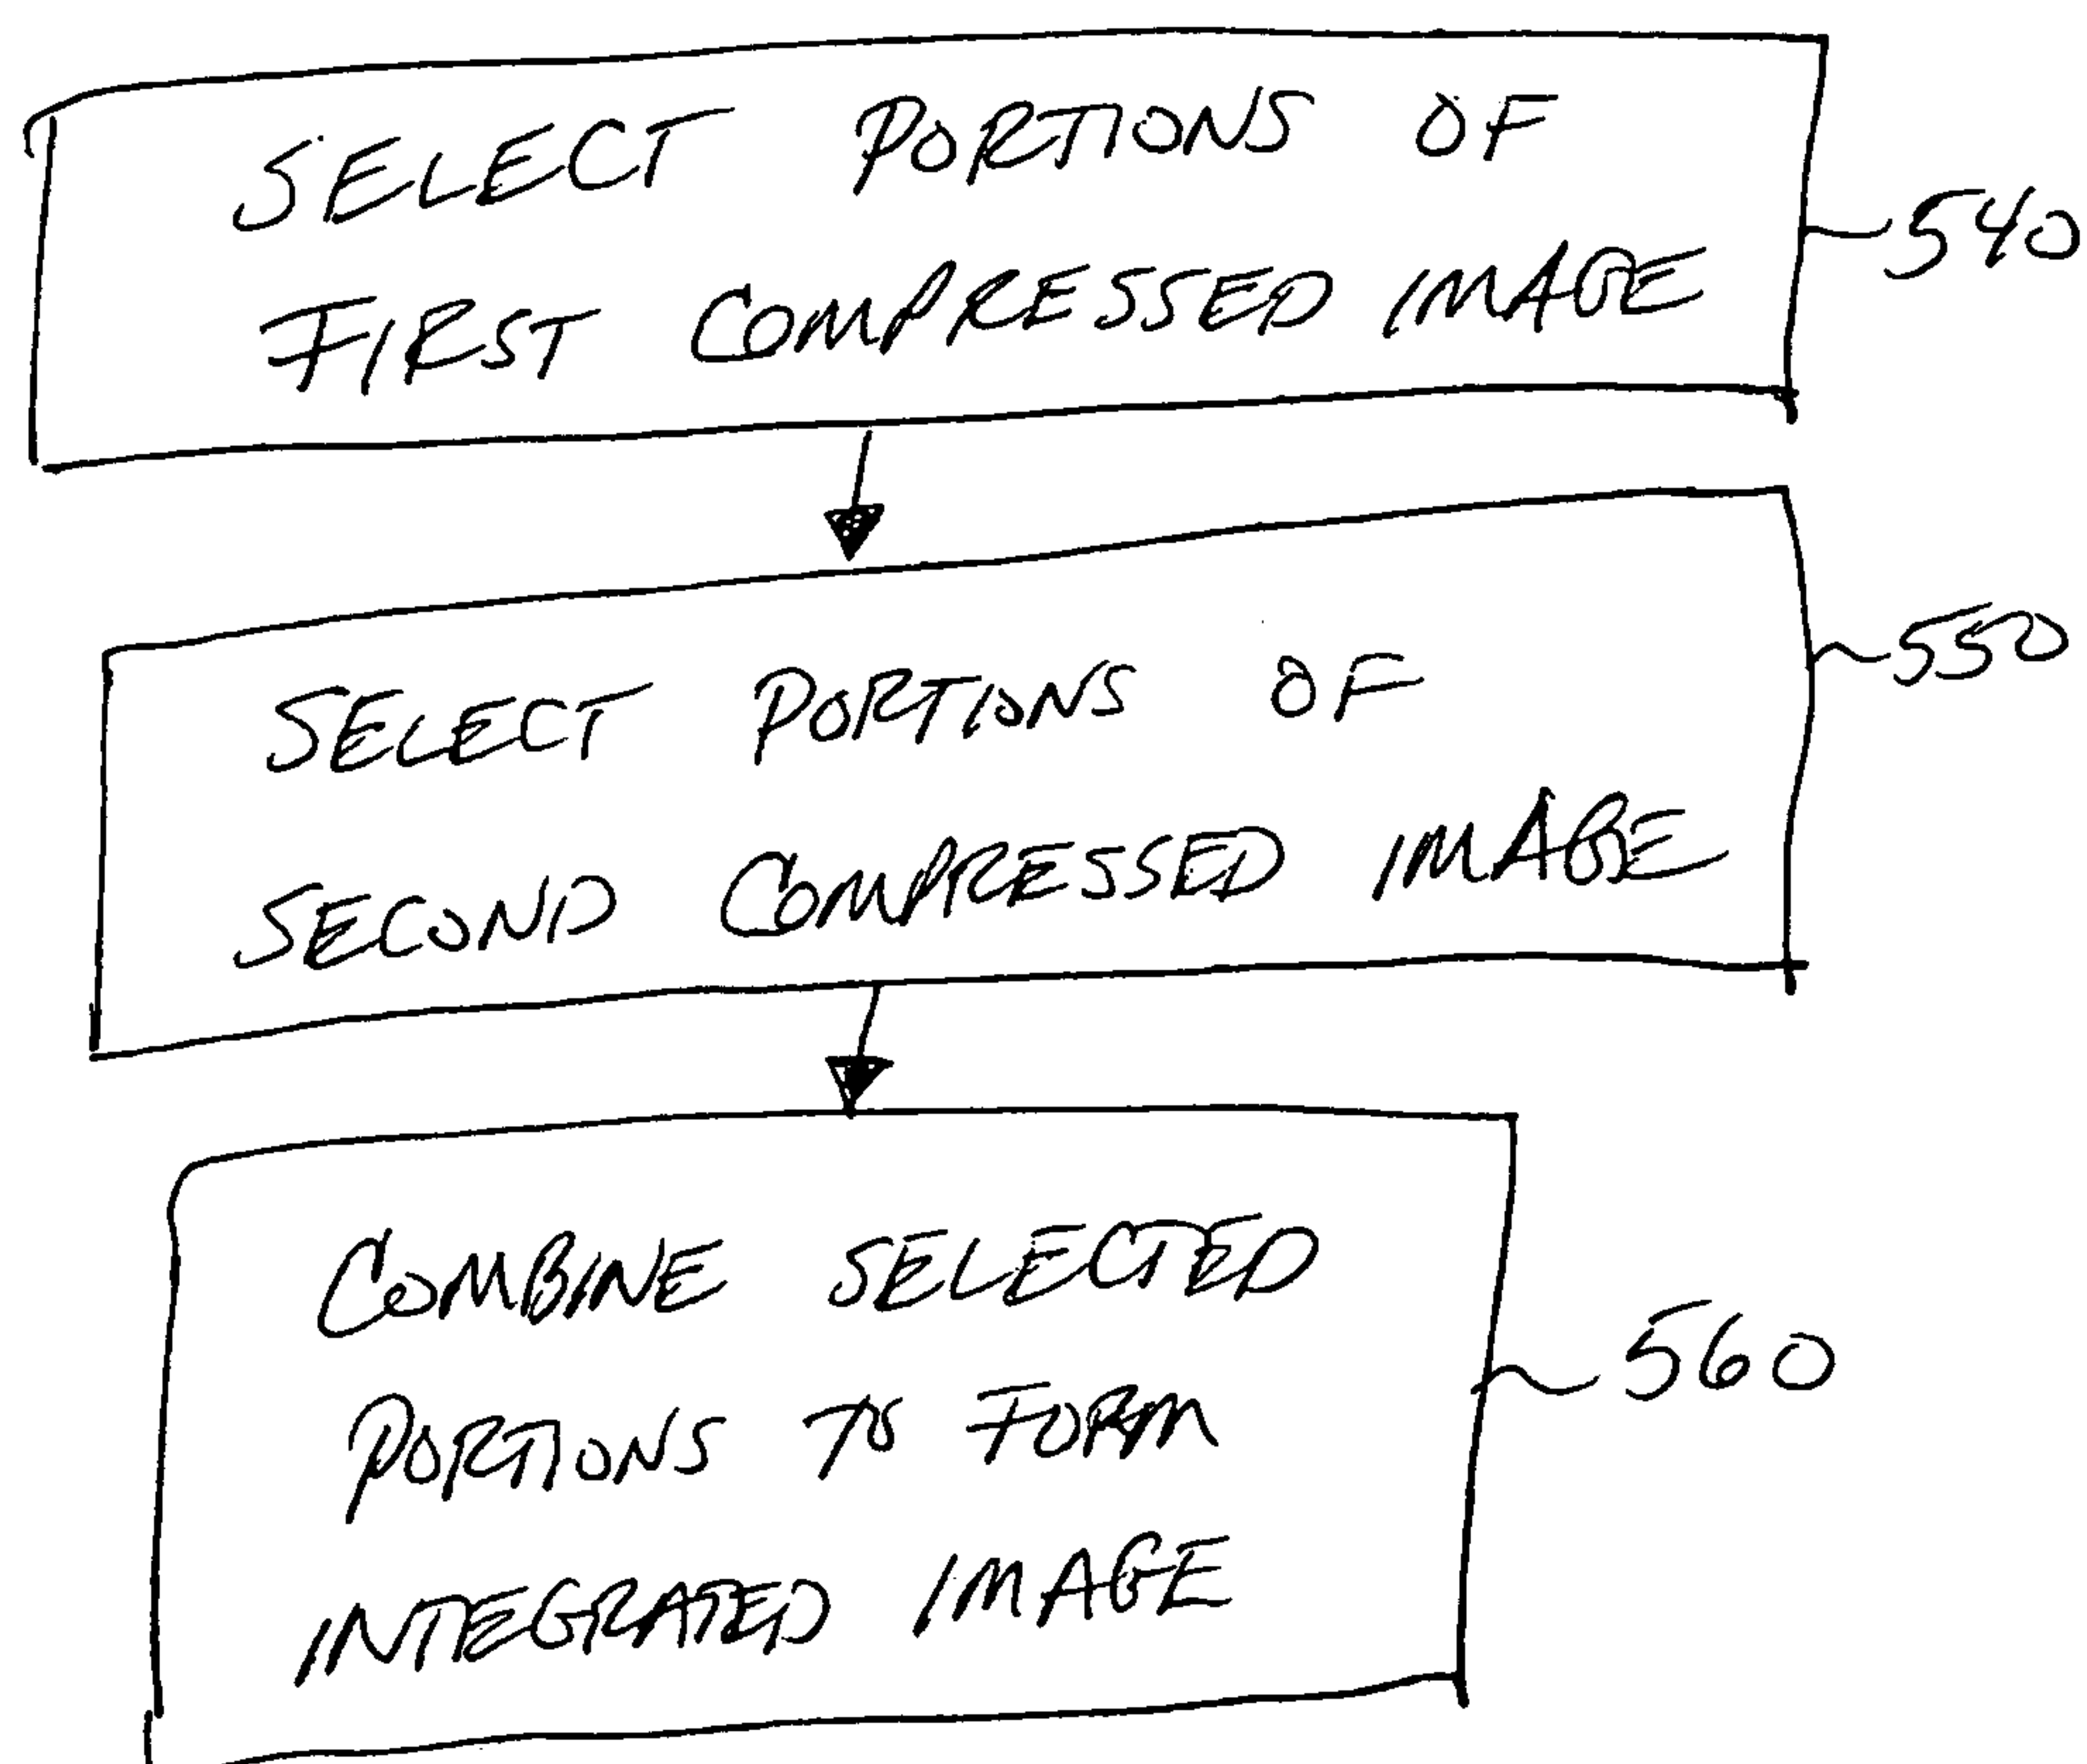 SELECT PORTIONS OF
FIRST COMPRESSED IMAGE
540
SELECT PORTIONS OF
SECOND COMPRESSED IMAGE
550
COMBINE SELECTED
PORTIONS TO FORM
INTEGRATED IMAGE
560